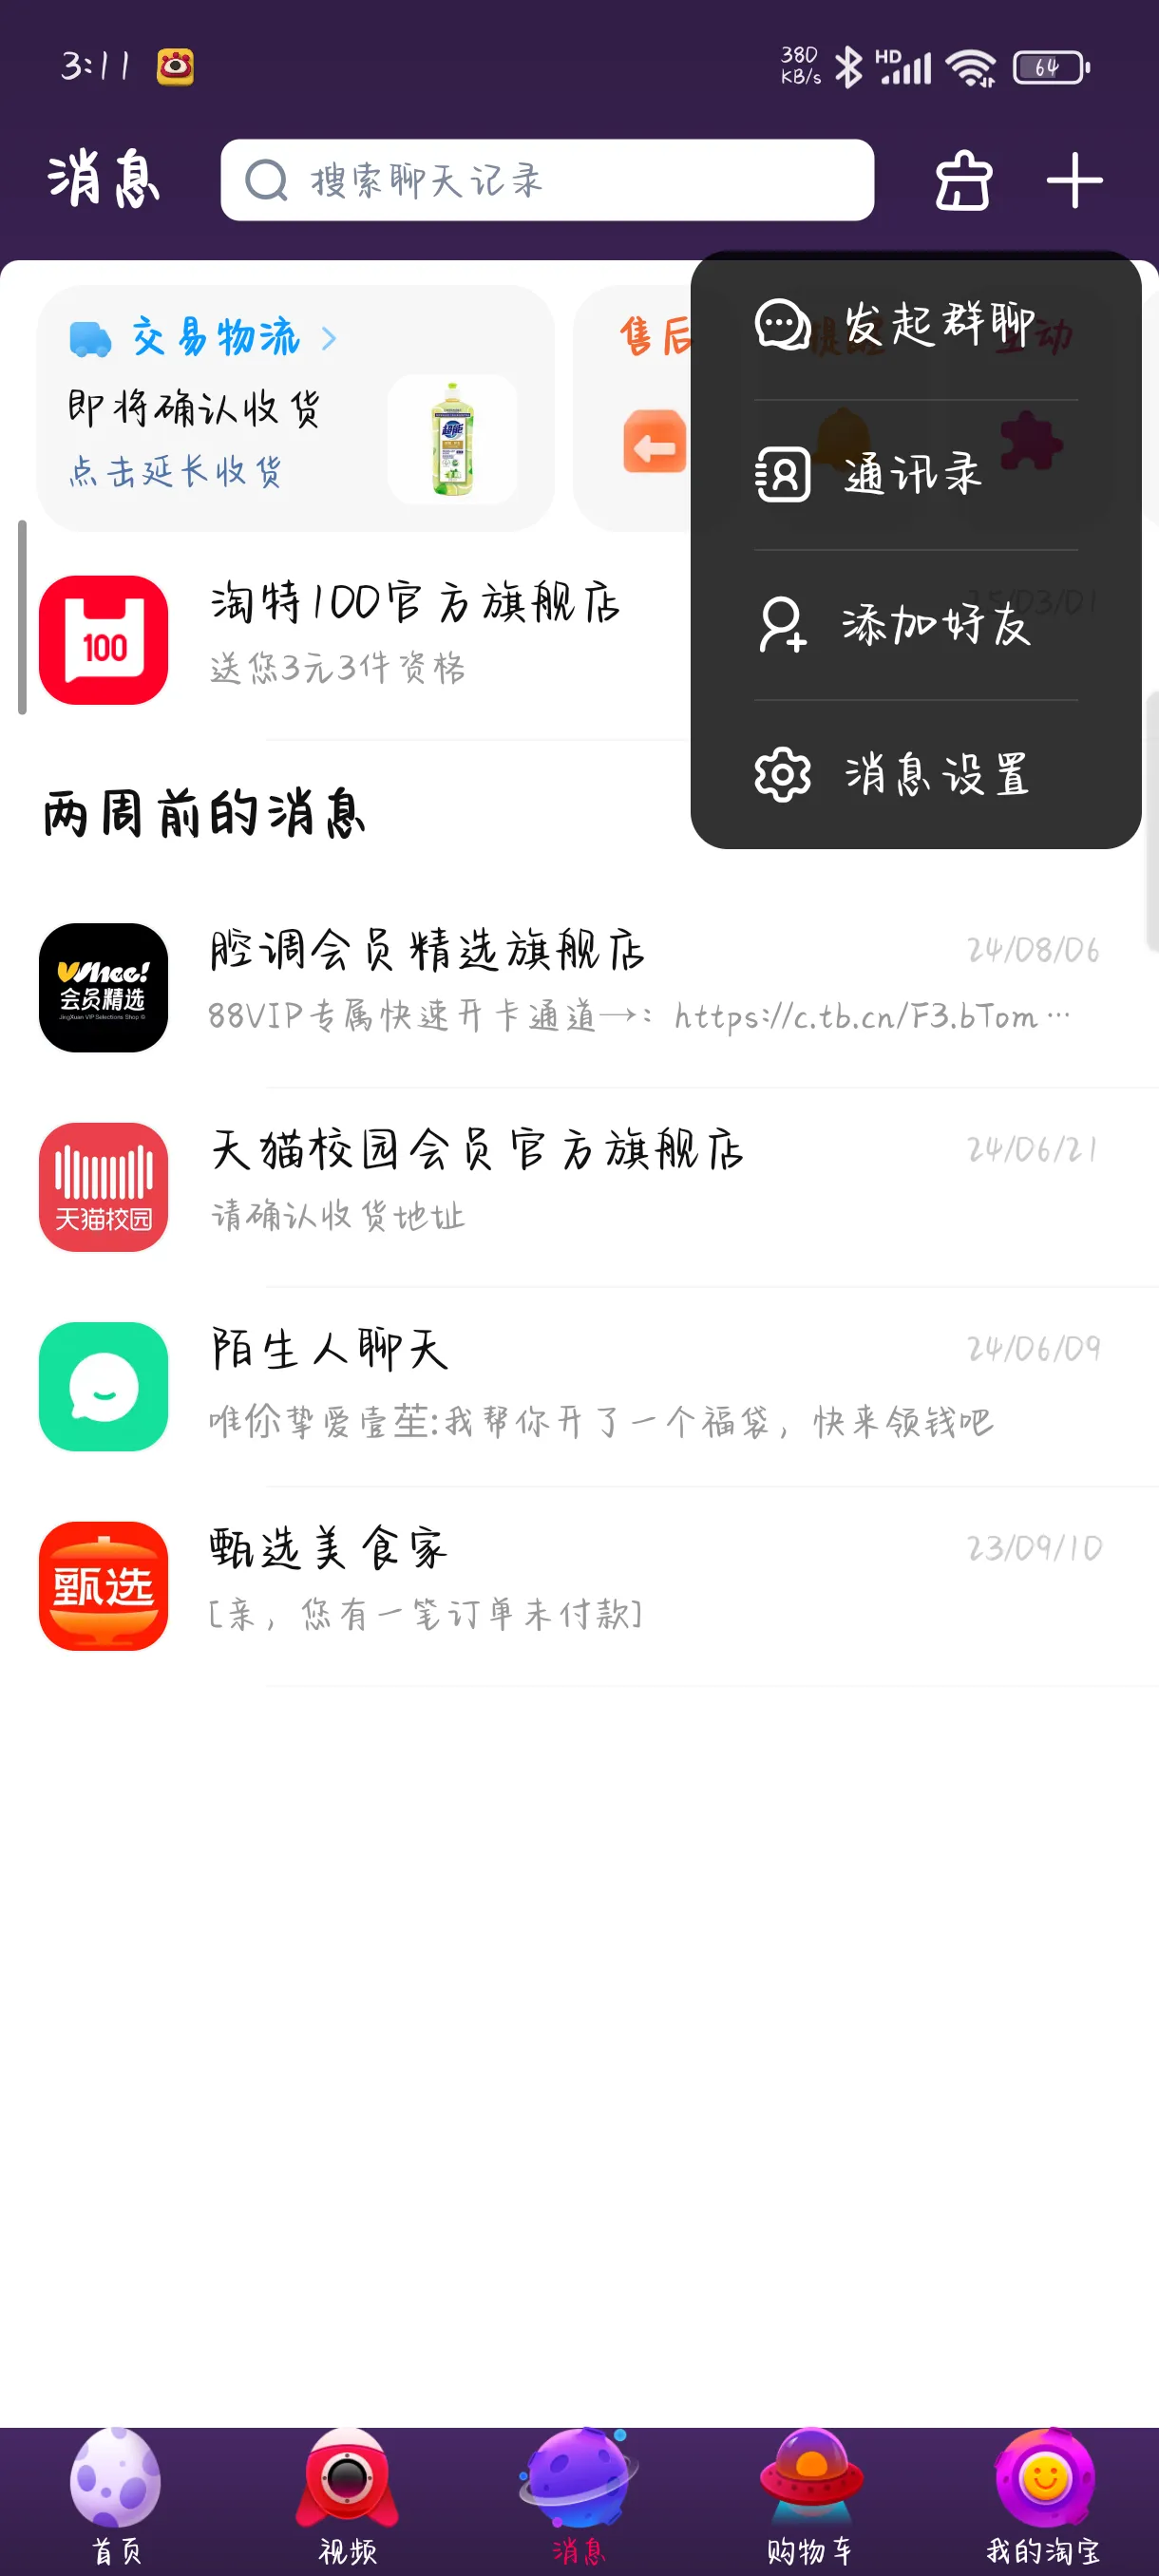 3:11
380
KB/s
HD
64
消息
搜索聊天记录
交易物流
即将确认收货
点击延长收货
超能
售后
发起群聊
通讯录
添加好友
消息设置
100
淘特100官方旗舰店
送您3元3件资格
25/03/01
两周前的消息
会员精选
腔调会员精选旗舰店
24/08/06
88VIP专属快速开卡通道→：https://c.tb.cn/F3.bTom…
天猫校园
天猫校园会员官方旗舰店
24/06/21
请确认收货地址
陌生人聊天
24/06/09
唯伱挚爱壹苼:我帮你开了一个福袋，快来领钱吧
甄选
甄选美食家
23/09/10
[亲，您有一笔订单未付款]
首页
视频
消息
购物车
我的淘宝